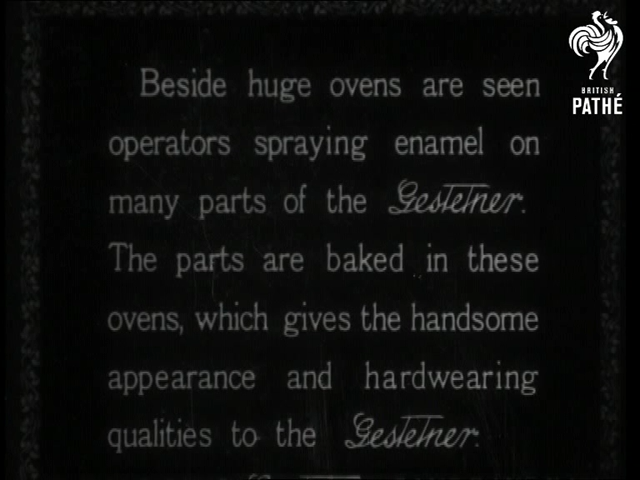 BRITISH
PATHÉ
Beside huge ovens are seen
operators spraying enamel on
many parts of the Gestetner.
The parts are baked in these
ovens, which gives the handsome
appearance and hardwearing
qualities to the Gestetner.